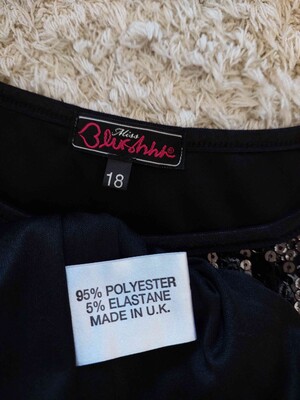 Miss
Blushhh®
18
95% POLYESTER
5% ELASTANE
MADE IN U.K.